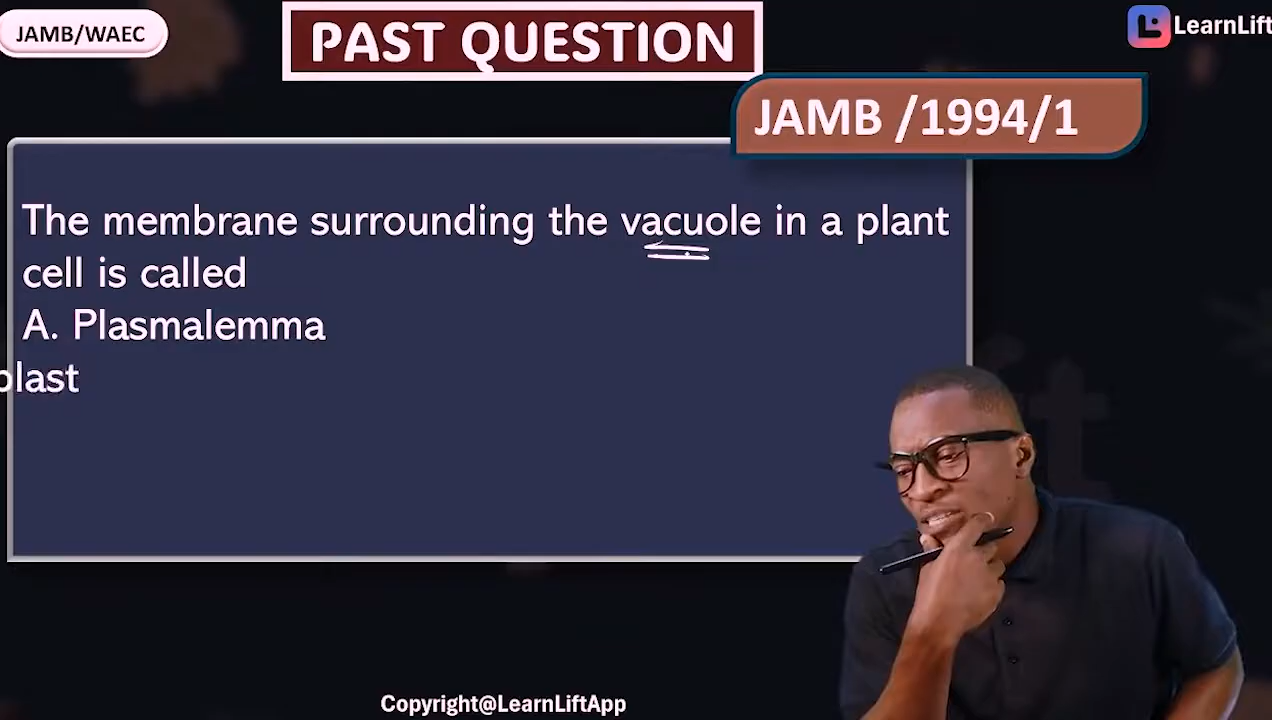 JAMB/WAEC
PAST QUESTION
LearnLift
JAMB /1994/1
The membrane surrounding the vacuole in a plant
cell is called
A. Plasmalemma
plast
Copyright@LearnLiftApp